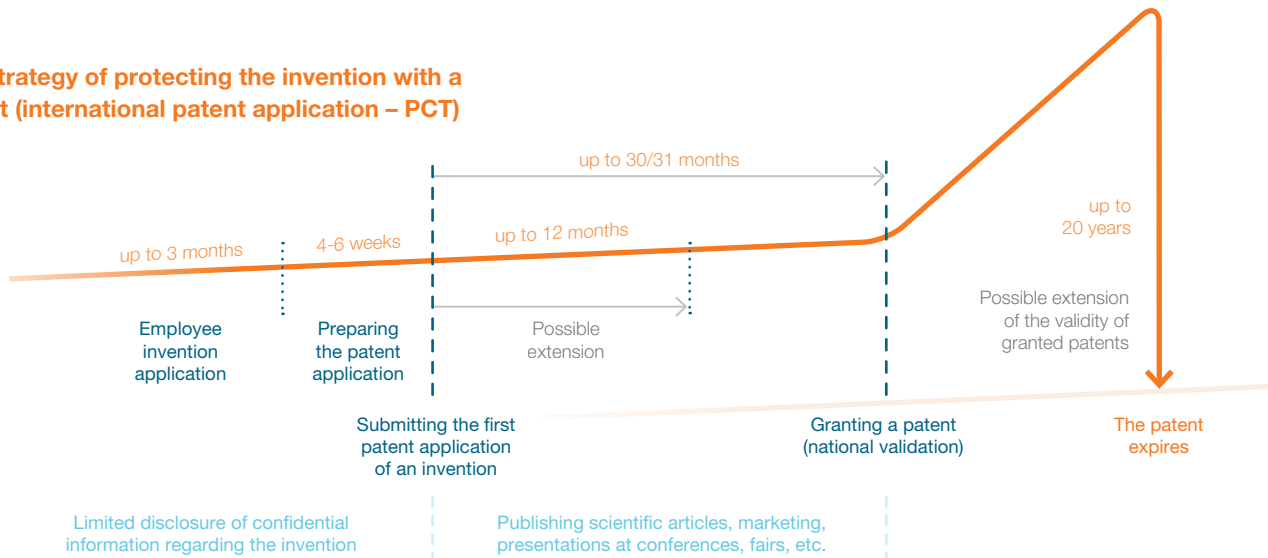 trategy of protecting the invention with a
t (international patent application – PCT)
up to 30/31 months
up to 3 months
4-6 weeks
up to 12 months
up to
20 years
Employee
invention
application
Preparing
the patent
application
Possible
extension
Possible extension
of the validity of
granted patents
Submitting the first
patent application
of an invention
Granting a patent
(national validation)
The patent
expires
Limited disclosure of confidential
information regarding the invention
Publishing scientific articles, marketing,
presentations at conferences, fairs, etc.